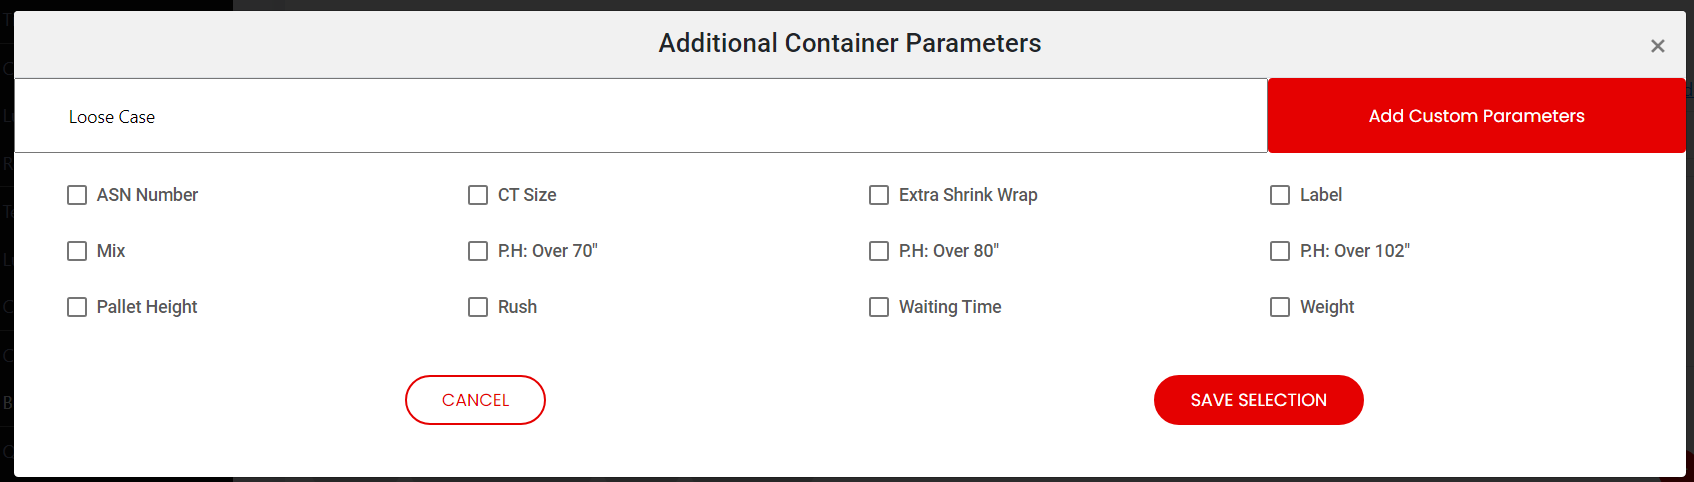 Additional Container Parameters
×
Loose Case
Add Custom Parameters
ASN Number
CT Size
Extra Shrink Wrap
Label
Mix
P.H: Over 70"
P.H: Over 80"
P.H: Over 102"
Pallet Height
Rush
Waiting Time
Weight
CANCEL
SAVE SELECTION